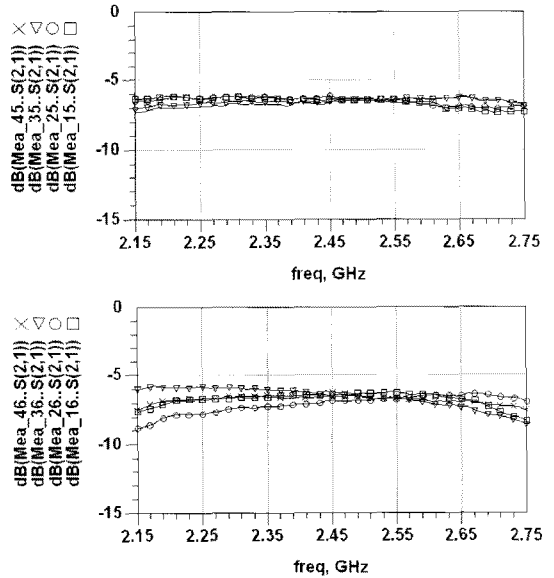 dB(Mea_45..S(2,1))
dB(Mea_35..S(2,1))
dB(Mea_25..S(2,1))
dB(Mea_15..S(2,1))
0
-5
-10
-15
2.15 2.25 2.35 2.45 2.55 2.65 2.75
freq, GHz
dB(Mea_46..S(2,1))
dB(Mea_36..S(2,1))
dB(Mea_26..S(2,1))
dB(Mea_16..S(2,1))
0
-5
-10
-15
2.15 2.25 2.35 2.45 2.55 2.65 2.75
freq, GHz